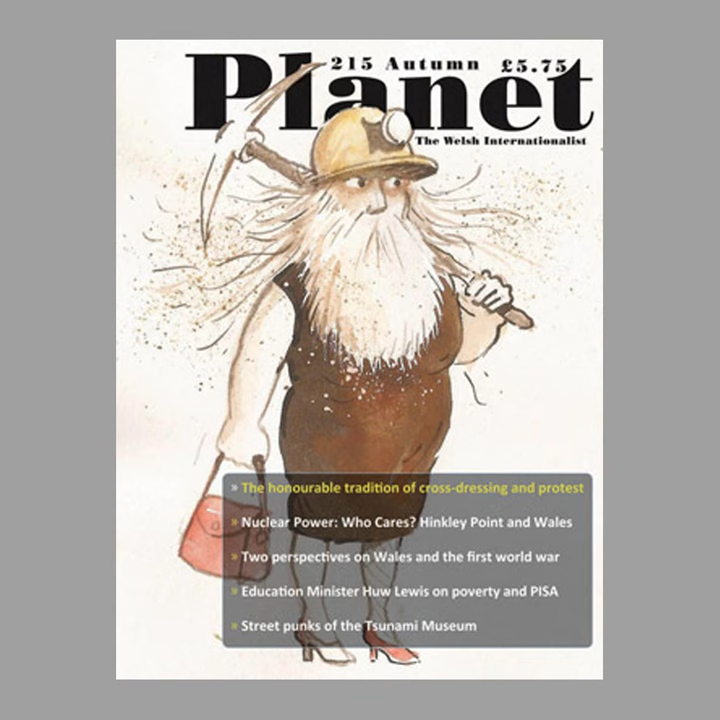 Planet
215 Autumn £5.75
The Welsh Internationalist
» The honourable tradition of cross-dressing and protest
» Nuclear Power: Who Cares? Hinkley Point and Wales
» Two perspectives on Wales and the first world war
» Education Minister Huw Lewis on poverty and PISA
» Street punks of the Tsunami Museum